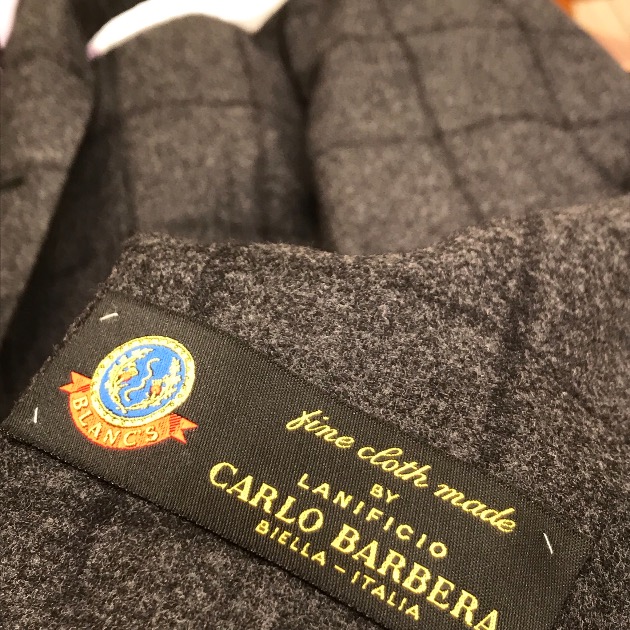 BLANC'S
fine cloth made
BY
LANIFICIO
CARLO BARBERA
BIELLA - ITALIA